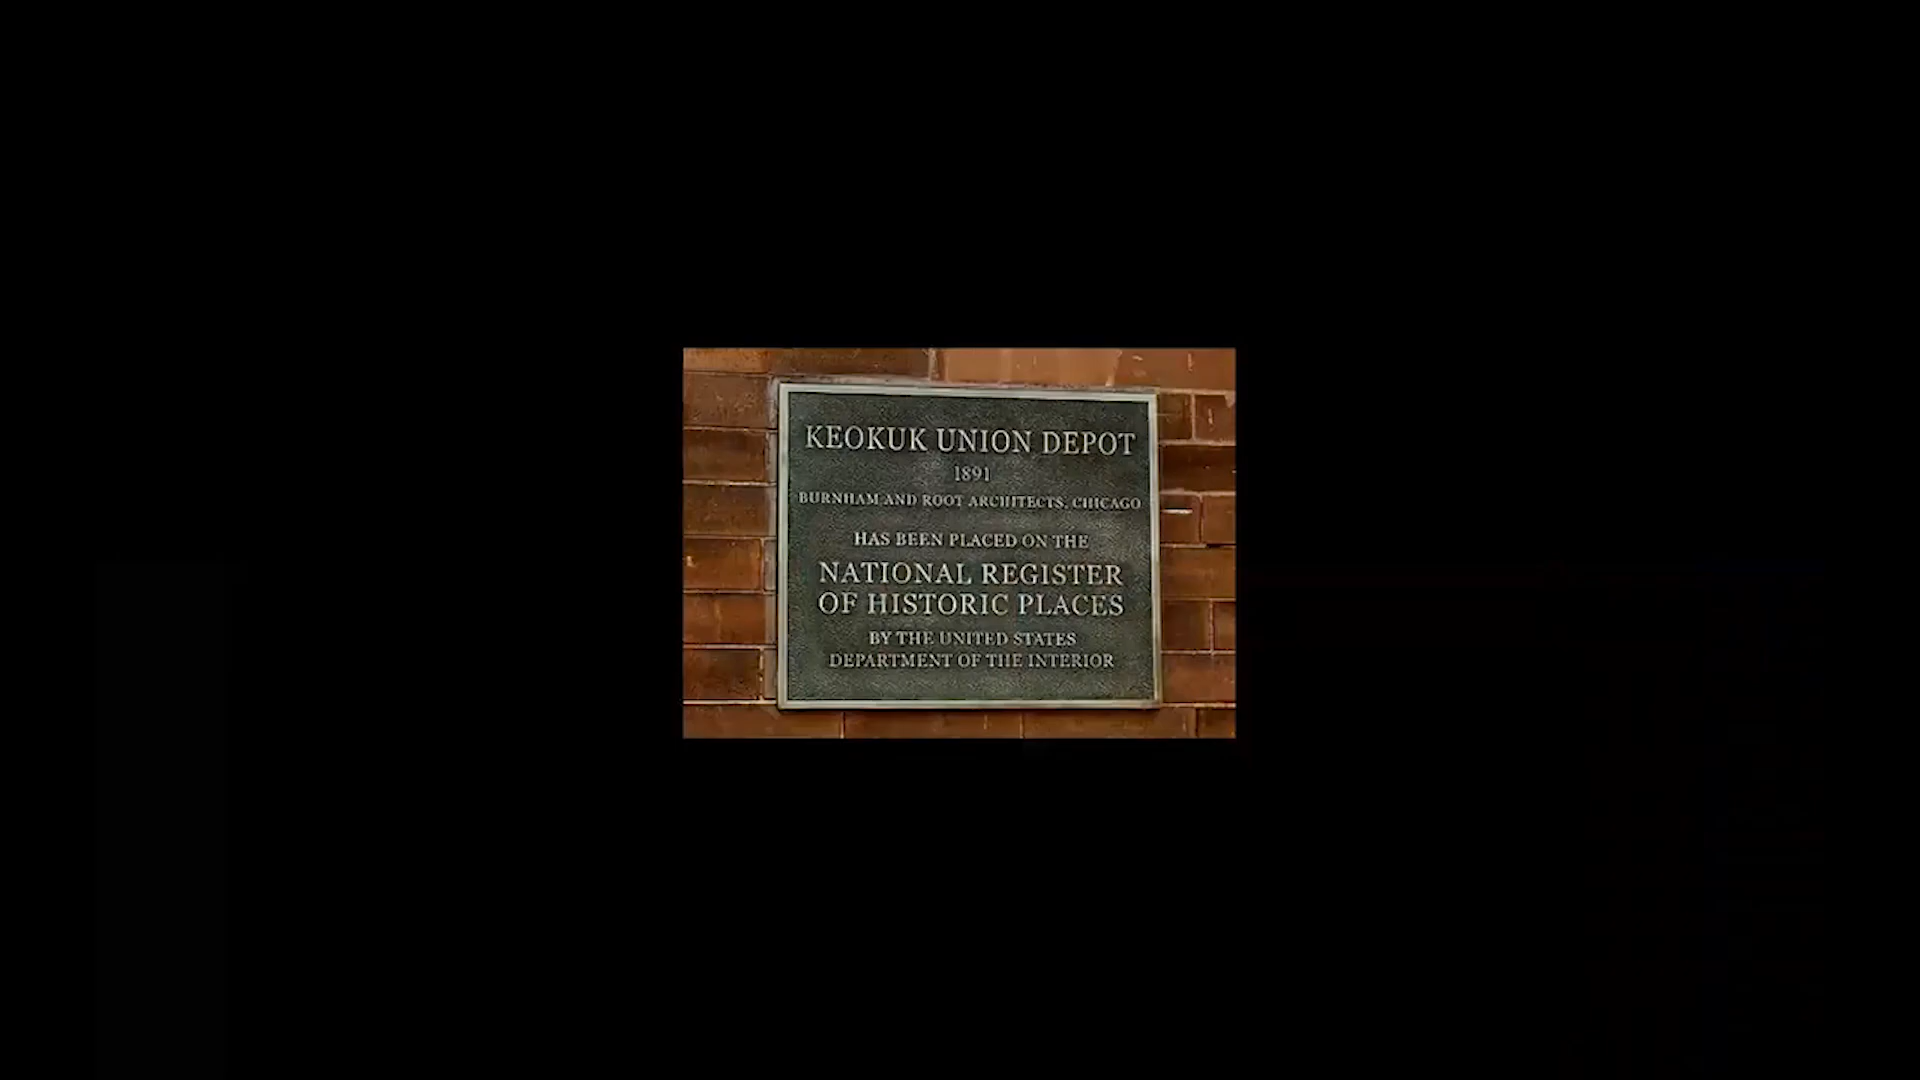 KEOKUK UNION DEPOT
1891
BURNHAM AND ROOT ARCHITECTS, CHICAGO
HAS BEEN PLACED ON THE
NATIONAL REGISTER
OF HISTORIC PLACES
BY THE UNITED STATES
DEPARTMENT OF THE INTERIOR